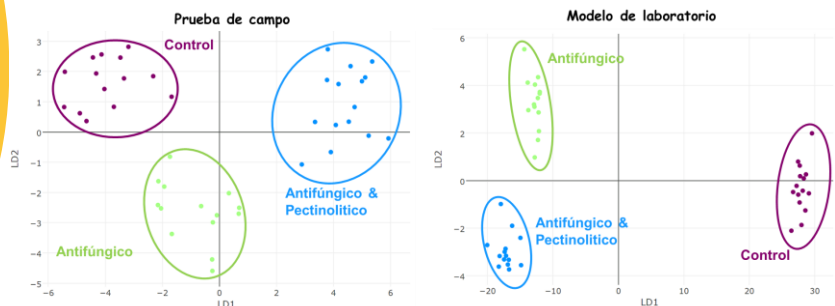 Prueba de campo
Control
Antifúngico &
Pectinolítico
Antifúngico
LD2
3
2
1
0
−1
−2
−3
−4
−5
−6
−4
−2
0
2
4
6
LD1
Modelo de laboratorio
Antifúngico
Antifúngico &
Pectinolítico
Control
LD2
6
4
2
0
−2
−4
−20
−10
0
10
20
30
LD1